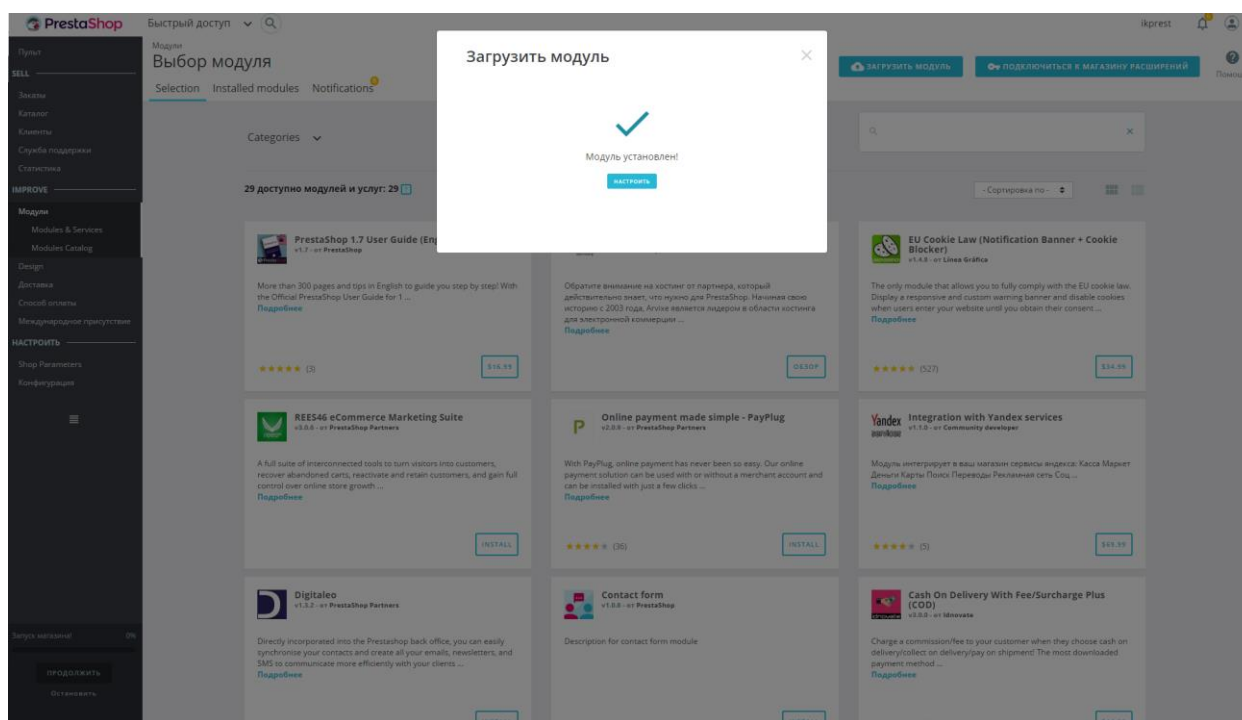 PrestaShop
Быстрый доступ
ikprest
Пульт
SELL
Заказы
Каталог
Клиенты
Служба поддержки
Статистика
IMPROVE
Модули
Modules & Services
Modules Catalog
Design
Доставка
Способ оплаты
Международное присутствие
НАСТРОИТЬ
Shop Parameters
Конфигурация
Запуск магазина! 0%
ПРОДОЛЖИТЬ
Остановить
Модули
Выбор модуля
Selection Installed modules Notifications
ЗАГРУЗИТЬ МОДУЛЬ
ПОДКЛЮЧИТЬСЯ К МАГАЗИНУ РАСШИРЕНИЙ
Загрузить модуль
Модуль установлен!
НАСТРОИТЬ
Categories
29 доступно модулей и услуг: 29
- Сортировка по -
PrestaShop 1.7 User Guide
v1.7 - от PrestaShop
More than 300 pages and tips in English to guide you step by step! With
the Official PrestaShop User Guide for 1 ...
Подробнее
(3)
$16.99
Обратите внимание на хостинг от партнера, который
действительно знает, что нужно для PrestaShop. Начиная свою
историю с 2003 года, Arvixe является лидером в области хостинга
для электронной коммерции ...
Подробнее
ОБЗОР
EU Cookie Law (Notification Banner + Cookie
Blocker)
v1.4.8 - от Línea Gráfica
The only module that allows you to fully comply with the EU cookie law.
Display a responsive and custom warning banner and disable cookies
when users enter your website until you obtain their consent ...
Подробнее
(527)
$34.99
REES46 eCommerce Marketing Suite
от PrestaShop Partners
A full suite of interconnected tools to turn visitors into customers,
recover abandoned carts, reactivate and retain customers, and gain full
control over online store growth ...
Подробнее
INSTALL
Online payment made simple - PayPlug
от PrestaShop Partners
With PayPlug, online payment has never been so easy. Our online
payment solution can be used with or without a merchant account and
can be installed with just a few clicks ...
Подробнее
(36)
INSTALL
Yandex
Integration with Yandex services
v1.1.0 - от Community developer
Модуль интегрирует в ваш магазин сервисы яндекса: Касса Маркет
Деньги Карты Поиск Переводы Рекламная сеть Соц ...
Подробнее
(5)
$69.99
Digitaleo
v1.3.2 - от PrestaShop Partners
Directly incorporated into the Prestashop back office, you can easily
synchronise your contacts and create all your emails, newsletters, and
SMS to communicate more efficiently with your clients ...
Подробнее
Contact form
от PrestaShop
Description for contact form module
Cash On Delivery With Fee/Surcharge Plus
(COD)
от idnovate
Charge a commission/fee to your customer when they choose cash on
delivery/collect on delivery/pay on shipment! The most downloaded
payment method ...
Подробнее